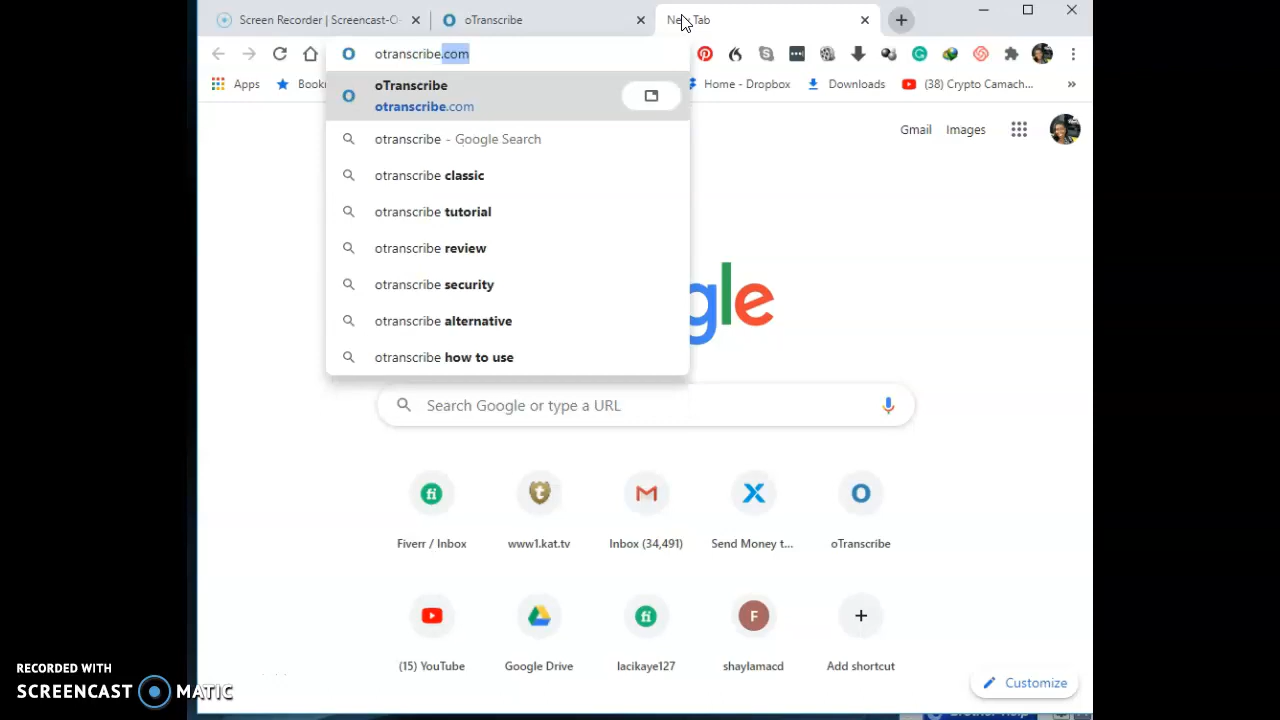 Screen Recorder | Screencast-O-
oTranscribe
Tab
otranscribe.com
oTranscribe
otranscribe.com
otranscribe - Google Search
otranscribe classic
otranscribe tutorial
otranscribe review
otranscribe security
otranscribe alternative
otranscribe how to use
Apps
Home - Dropbox
Downloads
(38) Crypto Camach...
»
Gmail
Images
gle
Search Google or type a URL
Fiverr / Inbox
www1.kat.tv
Inbox (34,491)
Send Money t...
oTranscribe
(15) YouTube
Google Drive
lacikaye127
F
shaylamacd
Add shortcut
Customize
RECORDED WITH
SCREENCAST MATIC